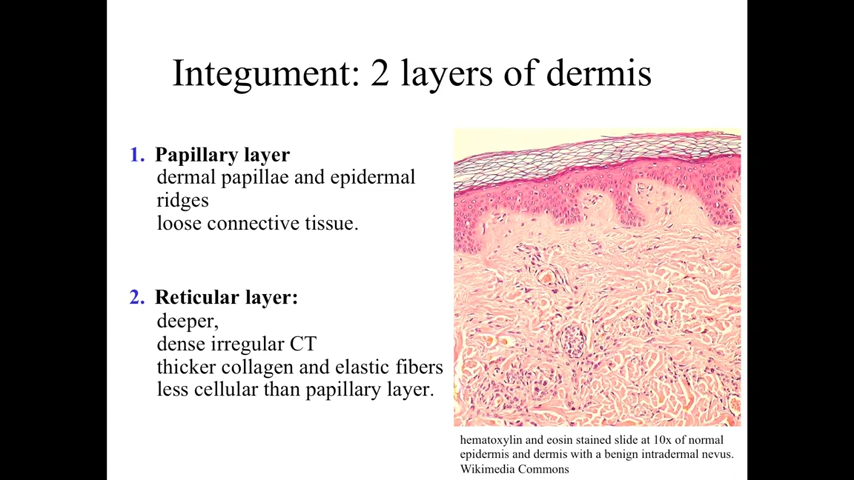 Integument: 2 layers of dermis
1. Papillary layer
dermal papillae and epidermal
ridges
loose connective tissue.
2. Reticular layer:
deeper,
dense irregular CT
thicker collagen and elastic fibers
less cellular than papillary layer.
hematoxylin and eosin stained slide at 10x of normal
epidermis and dermis with a benign intradermal nevus.
Wikimedia Commons